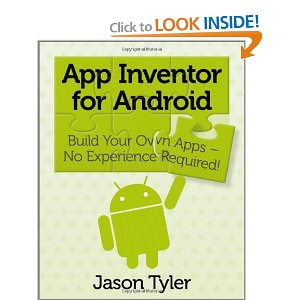 Click to
LOOK INSIDE!
App Inventor
for Android
Build Your Own Apps –
No Experience Required!
Jason Tyler